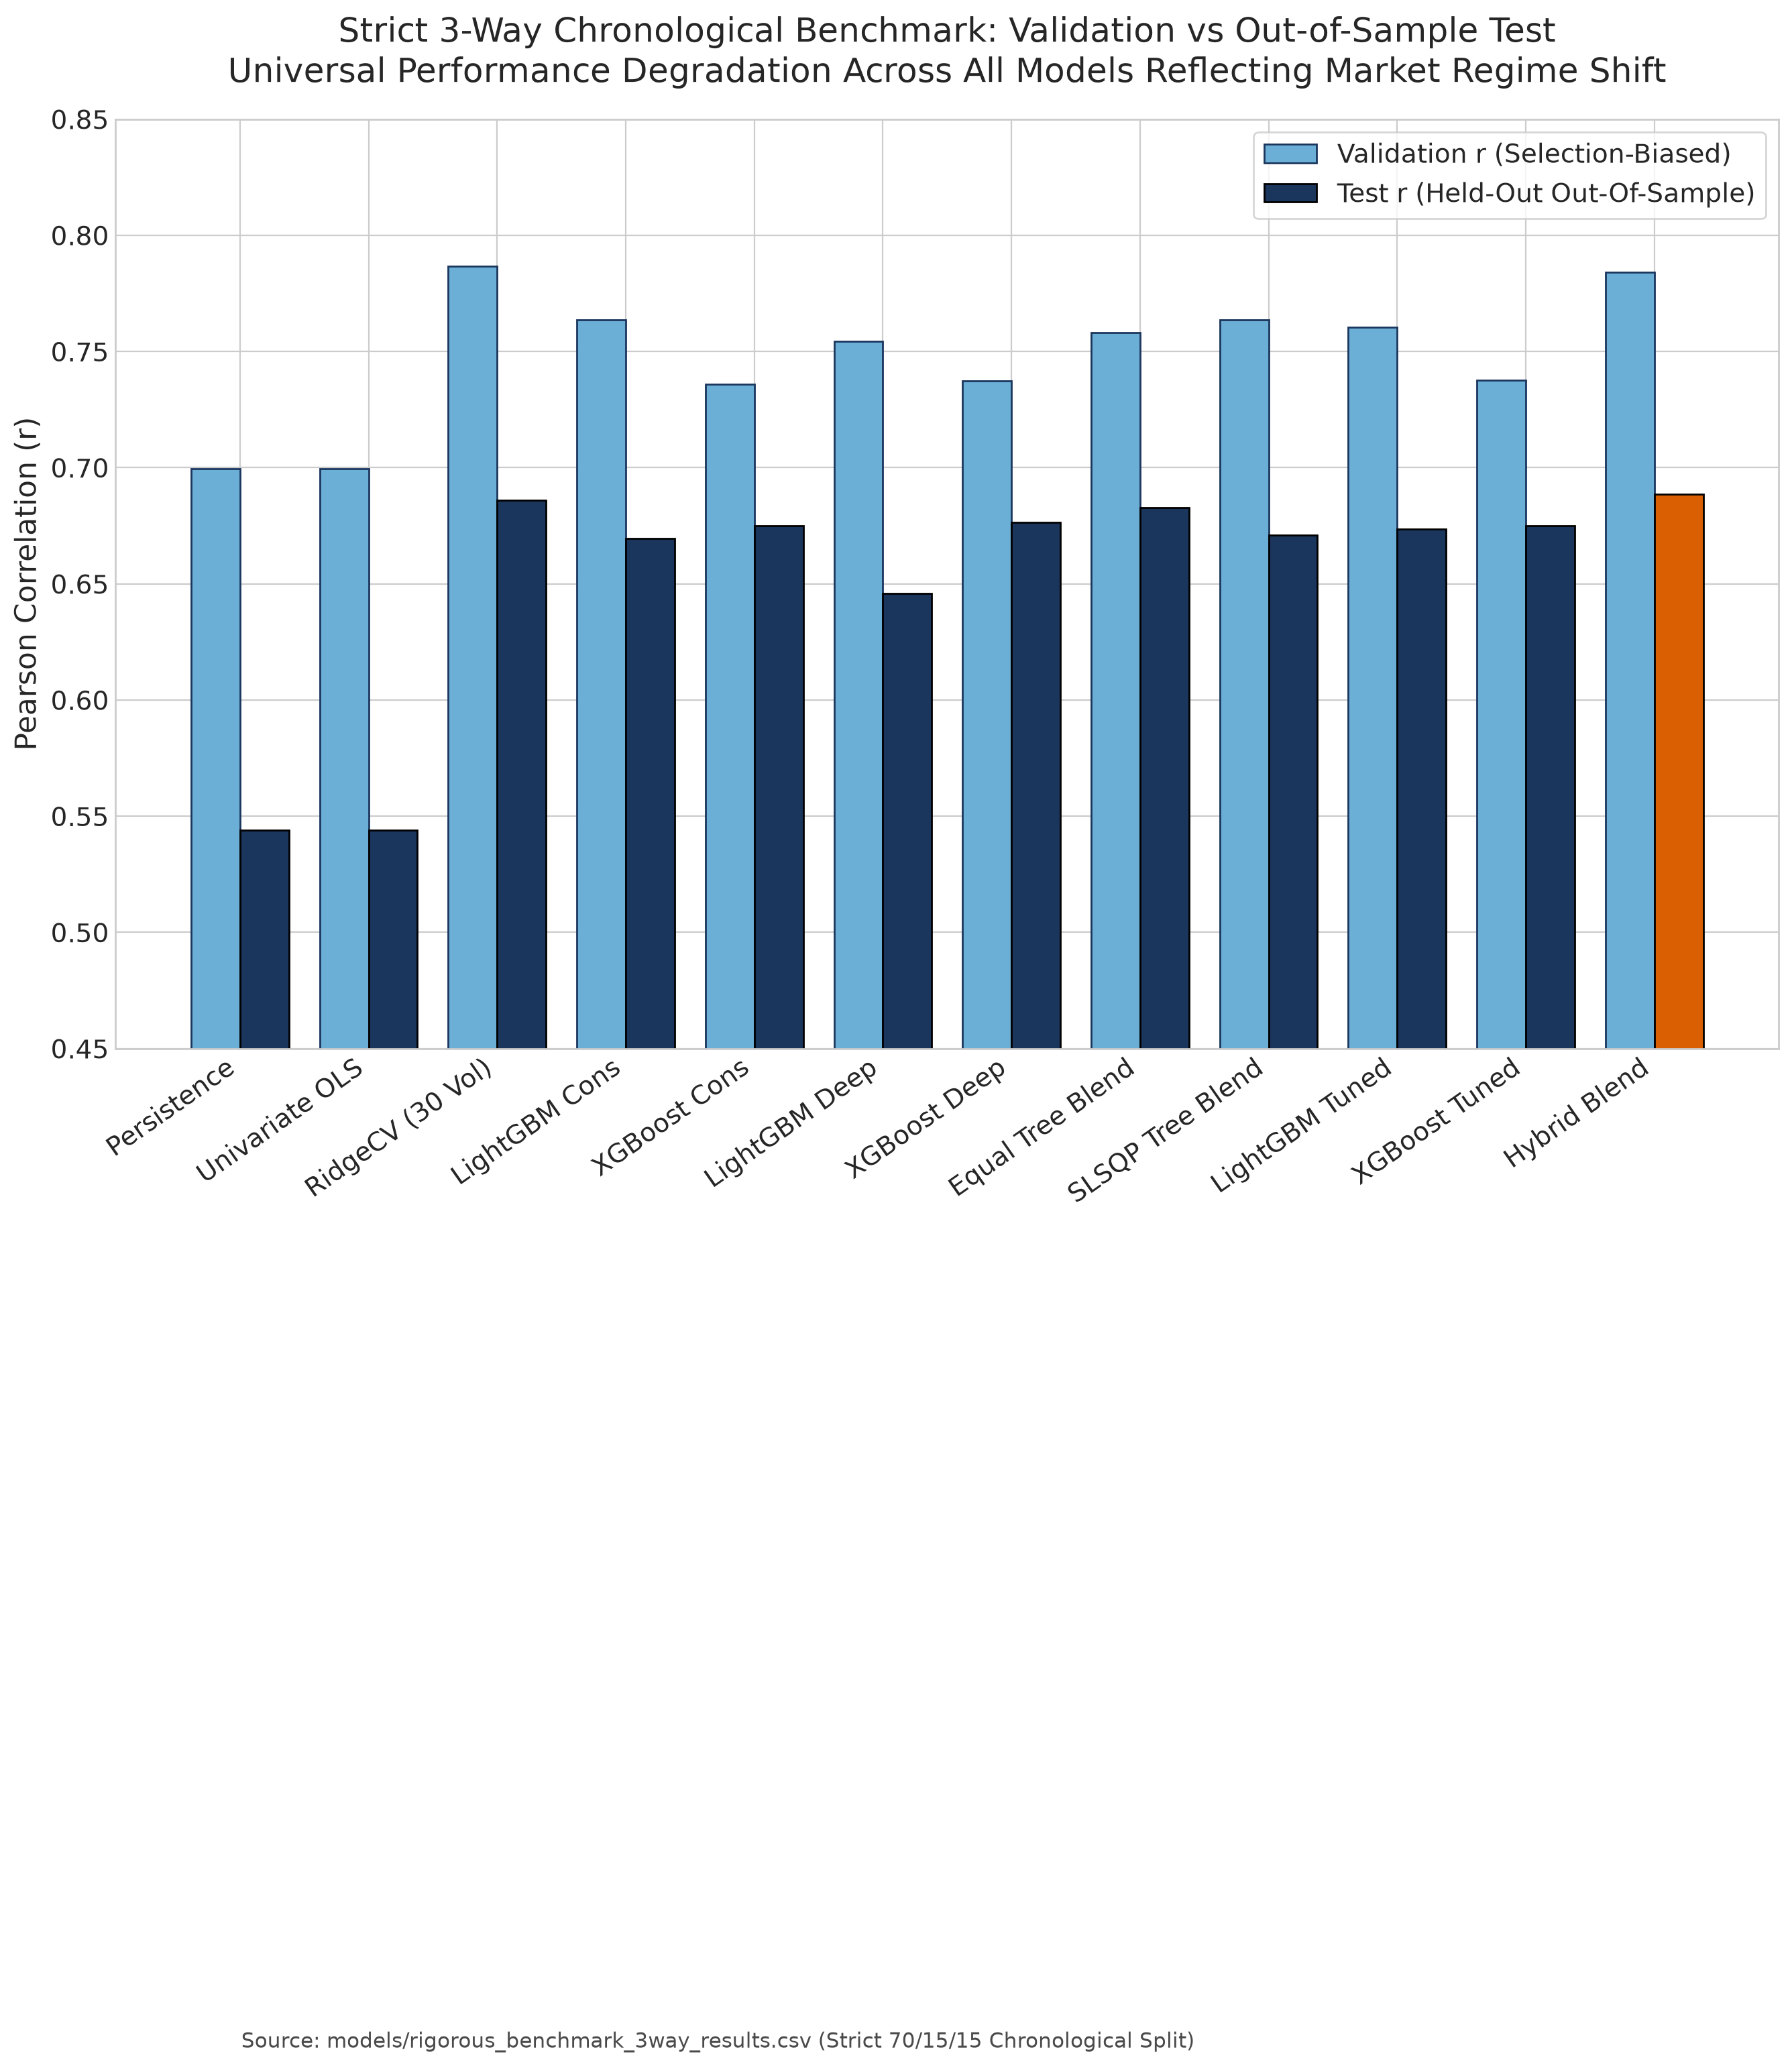 Strict 3-Way Chronological Benchmark: Validation vs Out-of-Sample Test
Universal Performance Degradation Across All Models Reflecting Market Regime Shift
Validation r (Selection-Biased)
Test r (Held-Out Out-Of-Sample)
Pearson Correlation (r)
0.85
0.80
0.75
0.70
0.65
0.60
0.55
0.50
0.45
Persistence
Univariate OLS
RidgeCV (30 Vol)
LightGBM Cons
XGBoost Cons
LightGBM Deep
XGBoost Deep
Equal Tree Blend
SLSQP Tree Blend
LightGBM Tuned
XGBoost Tuned
Hybrid Blend
Source: models/rigorous_benchmark_3way_results.csv (Strict 70/15/15 Chronological Split)